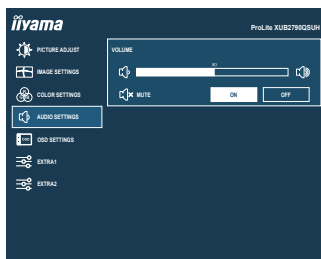 iiyama
ProLite XUB2790QSUH
PICTURE ADJUST
IMAGE SETTINGS
COLOR SETTINGS
AUDIO SETTINGS
OSD OSD SETTINGS
EXTRA1
EXTRA2
VOLUME
50
MUTE ON OFF